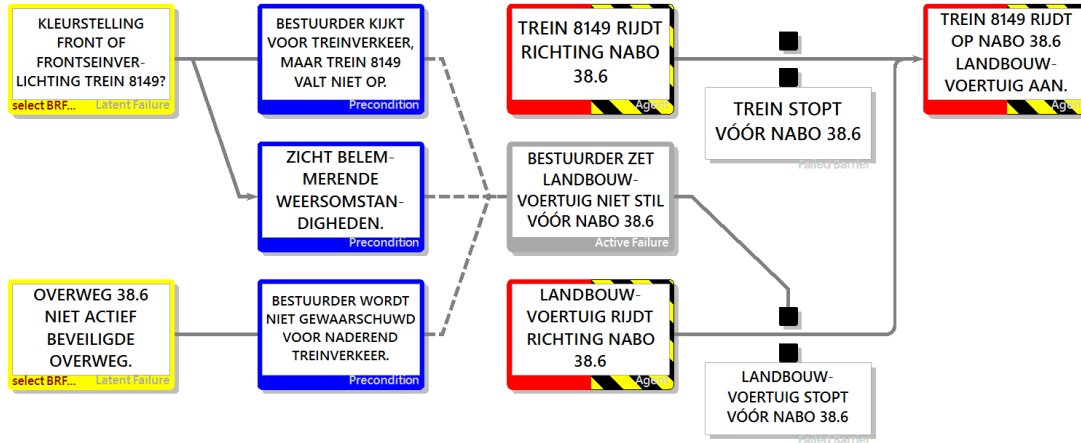 KLEURSTELLING
FRONT OF
FRONTSEINVER-
LICHTING TREIN 8149?
select BRF... Latent Failure
BESTUURDER KIJKT
VOOR TREINVERKEER,
MAAR TREIN 8149
VALT NIET OP.
Precondition
TREIN 8149 RIJDT
RICHTING NABO
38.6
Agent
TREIN STOPT
VÓÓR NABO 38.6
Failed Barrier
TREIN 8149 RIJDT
OP NABO 38.6
LANDBOUW-
VOERTUIG AAN.
Age
ZICHT BELEM-
MERENDE
WEERSOMSTAN-
DIGHEDEN.
Precondition
BESTUURDER ZET
LANDBOUW-
VOERTUIG NIET STIL
VÓÓR NABO 38.6
Active Failure
OVERWEG 38.6
NIET ACTIEF
BEVEILIGDE
OVERWEG.
select BRF... Latent Failure
BESTUURDER WORDT
NIET GEWAARSCHUWD
VOOR NADEREND
TREINVERKEER.
Precondition
LANDBOUW-
VOERTUIG RIJDT
RICHTING NABO
38.6
Agent
LANDBOUW-
VOERTUIG STOPT
VÓÓR NABO 38.6
Failed Barrier